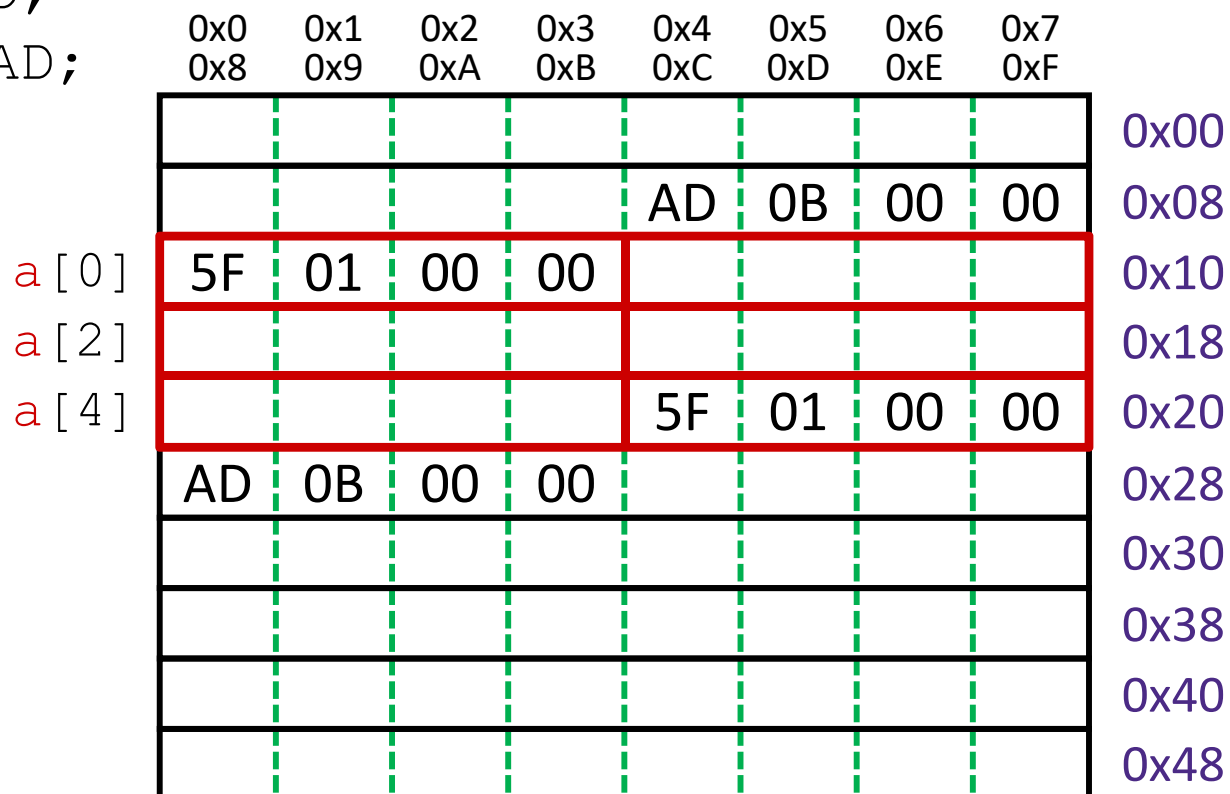 AD;
0x0 0x1 0x2 0x3 0x4 0x5 0x6 0x7
0x8 0x9 0xA 0xB 0xC 0xD 0xE 0xF
0x00
AD 0B 00 00 0x08
a[0] 5F 01 00 00 0x10
a[2] 0x18
a[4] 5F 01 00 00 0x20
AD 0B 00 00 0x28
0x30
0x38
0x40
0x48